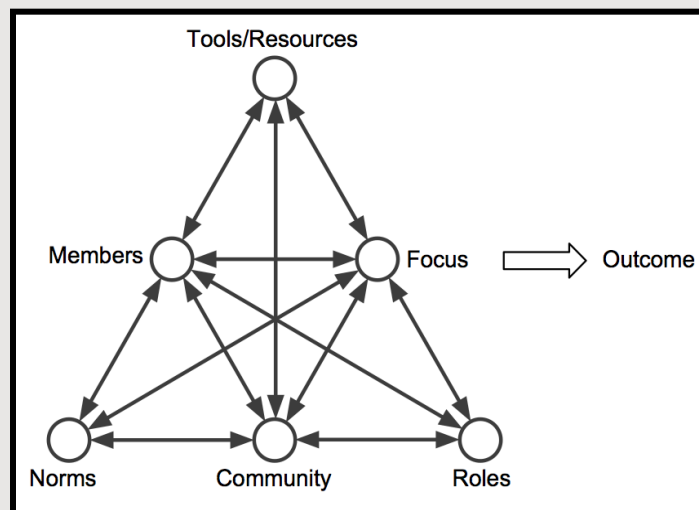 Tools/Resources
Members
Focus
Outcome
Norms
Community
Roles